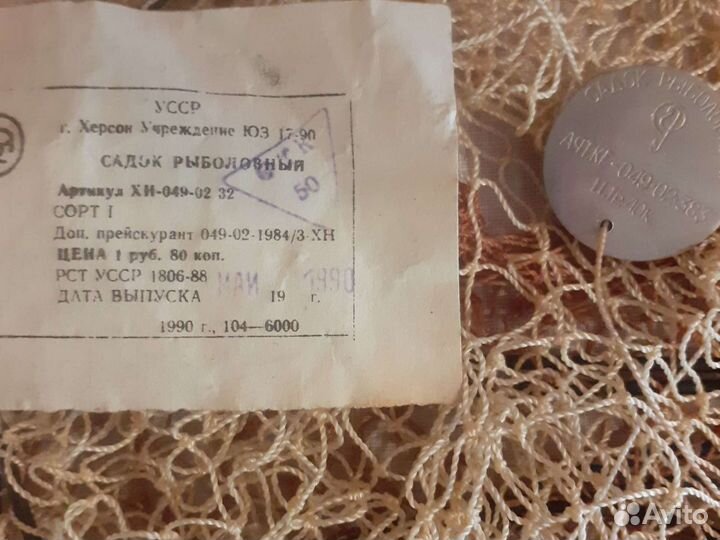 УССР
г. Херсон Учреждение ЮЗ 17-90
САДОК РЫБОЛОВНЫЙ
Артикул ХИ-049-02 32
СОРТ I
Доп. прейскурант 049-02-1984/3-ХН
ЦЕНА 1 руб. 80 коп.
РСТ УССР 1806-88
ДАТА ВЫПУСКА 19 г.
МАЙ 1990
1990 г., 104—6000
50
САДОК РЫБОЛ
Avito